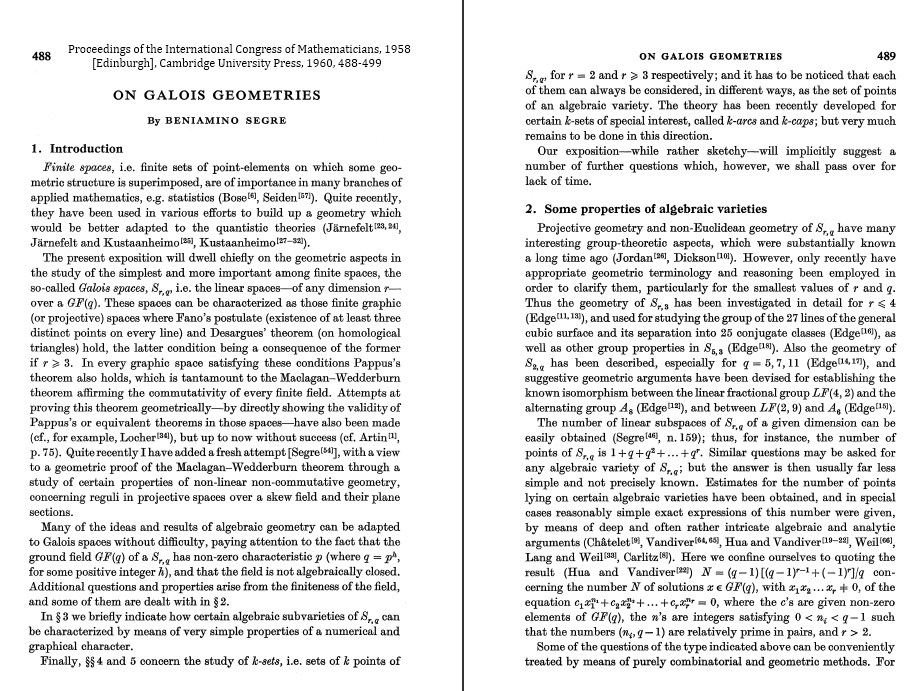 488
Proceedings of the International Congress of Mathematicians, 1958
[Edinburgh], Cambridge University Press, 1960, 488-499
ON GALOIS GEOMETRIES
By BENIAMINO SEGRE
1. Introduction
Finite spaces, i.e. finite sets of point-elements on which some geo-
metric structure is superimposed, are of importance in many branches of
applied mathematics, e.g. statistics (Bose[6], Seiden[57]). Quite recently,
they have been used in various efforts to build up a geometry which
would be better adapted to the quantistic theories (Järnefelt[23, 24],
Järnefelt and Kustaanheimo[25], Kustaanheimo[27–32]).
The present exposition will dwell chiefly on the geometric aspects in
the study of the simplest and more important among finite spaces, the
so-called Galois spaces, S_{r,q}, i.e. the linear spaces—of any dimension r—
over a GF(q). These spaces can be characterized as those finite graphic
(or projective) spaces where Fano's postulate (existence of at least three
distinct points on every line) and Desargues' theorem (on homological
triangles) hold, the latter condition being a consequence of the former
if r ⩾ 3. In every graphic space satisfying these conditions Pappus's
theorem also holds, which is tantamount to the Maclagan–Wedderburn
theorem affirming the commutativity of every finite field. Attempts at
proving this theorem geometrically—by directly showing the validity of
Pappus's or equivalent theorems in those spaces—have also been made
(cf., for example, Locher[34]), but up to now without success (cf. Artin[1],
p. 75). Quite recently I have added a fresh attempt [Segre[54]], with a view
to a geometric proof of the Maclagan–Wedderburn theorem through a
study of certain properties of non-linear non-commutative geometry,
concerning reguli in projective spaces over a skew field and their plane
sections.
Many of the ideas and results of algebraic geometry can be adapted
to Galois spaces without difficulty, paying attention to the fact that the
ground field GF(q) of a S_{r,q} has non-zero characteristic p (where q = p^h,
for some positive integer h), and that the field is not algebraically closed.
Additional questions and properties arise from the finiteness of the field,
and some of them are dealt with in § 2.
In § 3 we briefly indicate how certain algebraic subvarieties of S_{r,q} can
be characterized by means of very simple properties of a numerical and
graphical character.
Finally, §§ 4 and 5 concern the study of k-sets, i.e. sets of k points of
ON GALOIS GEOMETRIES
489
S_{r,q}, for r = 2 and r ⩾ 3 respectively; and it has to be noticed that each
of them can always be considered, in different ways, as the set of points
of an algebraic variety. The theory has been recently developed for
certain k-sets of special interest, called k-arcs and k-caps; but very much
remains to be done in this direction.
Our exposition—while rather sketchy—will implicitly suggest a
number of further questions which, however, we shall pass over for
lack of time.
2. Some properties of algebraic varieties
Projective geometry and non-Euclidean geometry of S_{r,q} have many
interesting group-theoretic aspects, which were substantially known
a long time ago (Jordan[26], Dickson[10]). However, only recently have
appropriate geometric terminology and reasoning been employed in
order to clarify them, particularly for the smallest values of r and q.
Thus the geometry of S_{r,3} has been investigated in detail for r ⩽ 4
(Edge[11, 13]), and used for studying the group of the 27 lines of the general
cubic surface and its separation into 25 conjugate classes (Edge[16]), as
well as other group properties in S_{5,3} (Edge[18]). Also the geometry of
S_{2,q} has been described, especially for q = 5, 7, 11 (Edge[14, 17]), and
suggestive geometric arguments have been devised for establishing the
known isomorphism between the linear fractional group LF(4, 2) and the
alternating group A_8 (Edge[12]), and between LF(2, 9) and A_6 (Edge[15]).
The number of linear subspaces of S_{r,q} of a given dimension can be
easily obtained (Segre[46], n. 159); thus, for instance, the number of
points of S_{r,q} is 1+q+q²+...+q^r. Similar questions may be asked for
any algebraic variety of S_{r,q}; but the answer is then usually far less
simple and not precisely known. Estimates for the number of points
lying on certain algebraic varieties have been obtained, and in special
cases reasonably simple exact expressions of this number were given,
by means of deep and often rather intricate algebraic and analytic
arguments (Châtelet[9], Vandiver[64, 65], Hua and Vandiver[19–22], Weil[66],
Lang and Weil[33], Carlitz[8]). Here we confine ourselves to quoting the
result (Hua and Vandiver[22]) N = (q−1)[(q−1)^{r−1}+(−1)^r]/q con-
cerning the number N of solutions x ∈ GF(q), with x_1x_2...x_r ≠ 0, of the
equation c_1x_1^{n_1}+c_2x_2^{n_2}+...+c_rx_r^{n_r} = 0, where the c's are given non-zero
elements of GF(q), the n's are integers satisfying 0 < n_i < q−1 such
that the numbers (n_i, q−1) are relatively prime in pairs, and r > 2.
Some of the questions of the type indicated above can be conveniently
treated by means of purely combinatorial and geometric methods. For